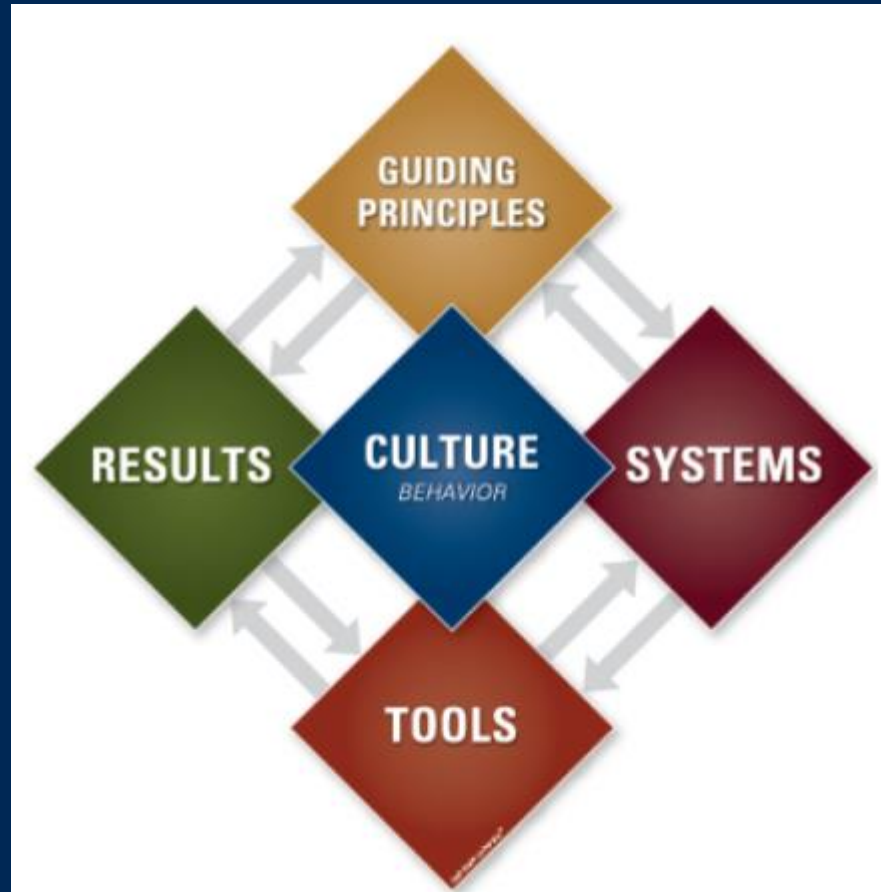 GUIDING
PRINCIPLES
RESULTS
CULTURE
BEHAVIOR
SYSTEMS
TOOLS